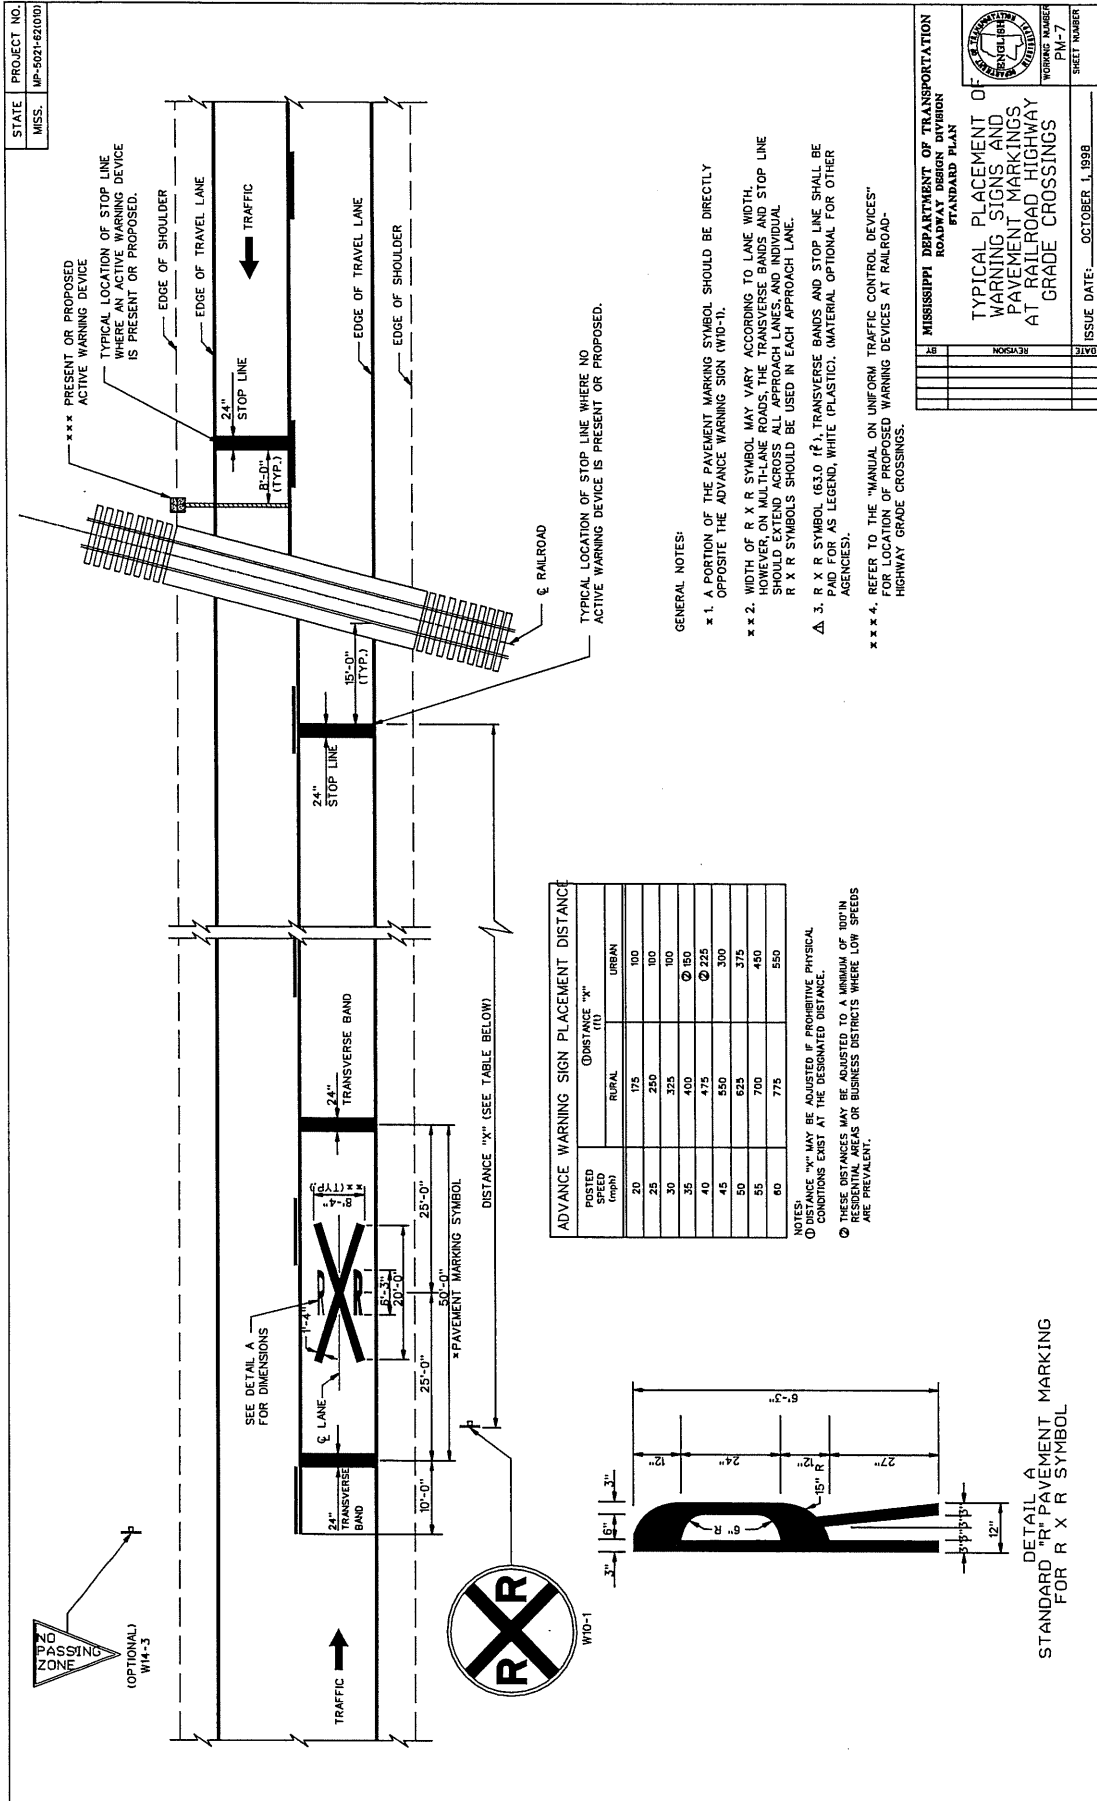 STATE PROJECT NO.
MISS. MP-5021-62(010)
*** PRESENT OR PROPOSED
ACTIVE WARNING DEVICE
TYPICAL LOCATION OF STOP LINE
WHERE AN ACTIVE WARNING DEVICE
IS PRESENT OR PROPOSED.
EDGE OF SHOULDER
EDGE OF TRAVEL LANE
TRAFFIC
24"
STOP LINE
8'-0"
(TYP.)
EDGE OF TRAVEL LANE
EDGE OF SHOULDER
℄ RAILROAD
15'-0"
(TYP.)
TYPICAL LOCATION OF STOP LINE WHERE NO
ACTIVE WARNING DEVICE IS PRESENT OR PROPOSED.
24"
STOP LINE
NO
PASSING
ZONE
(OPTIONAL)
W14-3
TRAFFIC
SEE DETAIL A
FOR DIMENSIONS
℄ LANE
1'-4"
8'-4"
** (TYP.)
24"
TRANSVERSE BAND
24"
TRANSVERSE
BAND
6'-3"
20'-0"
10'-0"
25'-0"
25'-0"
50'-0"
*PAVEMENT MARKING SYMBOL
DISTANCE "X" (SEE TABLE BELOW)
R R
W10-1
ADVANCE WARNING SIGN PLACEMENT DISTANCE
POSTED
SPEED
(mph)
① DISTANCE "X"
(ft)
RURAL URBAN
20 175 100
25 250 100
30 325 100
35 400 ② 150
40 475 ② 225
45 550 300
50 625 375
55 700 450
60 775 550
NOTES:
① DISTANCE "X" MAY BE ADJUSTED IF PROHIBITIVE PHYSICAL
CONDITIONS EXIST AT THE DESIGNATED DISTANCE.
② THESE DISTANCES MAY BE ADJUSTED TO A MINIMUM OF 100' IN
RESIDENTIAL AREAS OR BUSINESS DISTRICTS WHERE LOW SPEEDS
ARE PREVALENT.
GENERAL NOTES:
* 1. A PORTION OF THE PAVEMENT MARKING SYMBOL SHOULD BE DIRECTLY
OPPOSITE THE ADVANCE WARNING SIGN (W10-1).
** 2. WIDTH OF R X R SYMBOL MAY VARY ACCORDING TO LANE WIDTH.
HOWEVER, ON MULTI-LANE ROADS, THE TRANSVERSE BANDS AND STOP LINE
SHOULD EXTEND ACROSS ALL APPROACH LANES, AND INDIVIDUAL
R X R SYMBOLS SHOULD BE USED IN EACH APPROACH LANE.
⚠ 3. R X R SYMBOL (63.0 ft²), TRANSVERSE BANDS AND STOP LINE SHALL BE
PAID FOR AS LEGEND, WHITE (PLASTIC). (MATERIAL OPTIONAL FOR OTHER
AGENCIES).
*** 4. REFER TO THE "MANUAL ON UNIFORM TRAFFIC CONTROL DEVICES"
FOR LOCATION OF PROPOSED WARNING DEVICES AT RAILROAD-
HIGHWAY GRADE CROSSINGS.
3"
6"
3"
12"
24"
12"
27"
6'-3"
6" R
15" R
3" 3" 3" 3"
12"
DETAIL A
STANDARD "R" PAVEMENT MARKING
FOR R X R SYMBOL
BY
REVISION
DATE
MISSISSIPPI DEPARTMENT OF TRANSPORTATION
ROADWAY DESIGN DIVISION
STANDARD PLAN
TYPICAL PLACEMENT OF
WARNING SIGNS AND
PAVEMENT MARKINGS
AT RAILROAD HIGHWAY
GRADE CROSSINGS
ENGLISH
WORKING NUMBER
PM-7
SHEET NUMBER
ISSUE DATE: OCTOBER 1, 1998